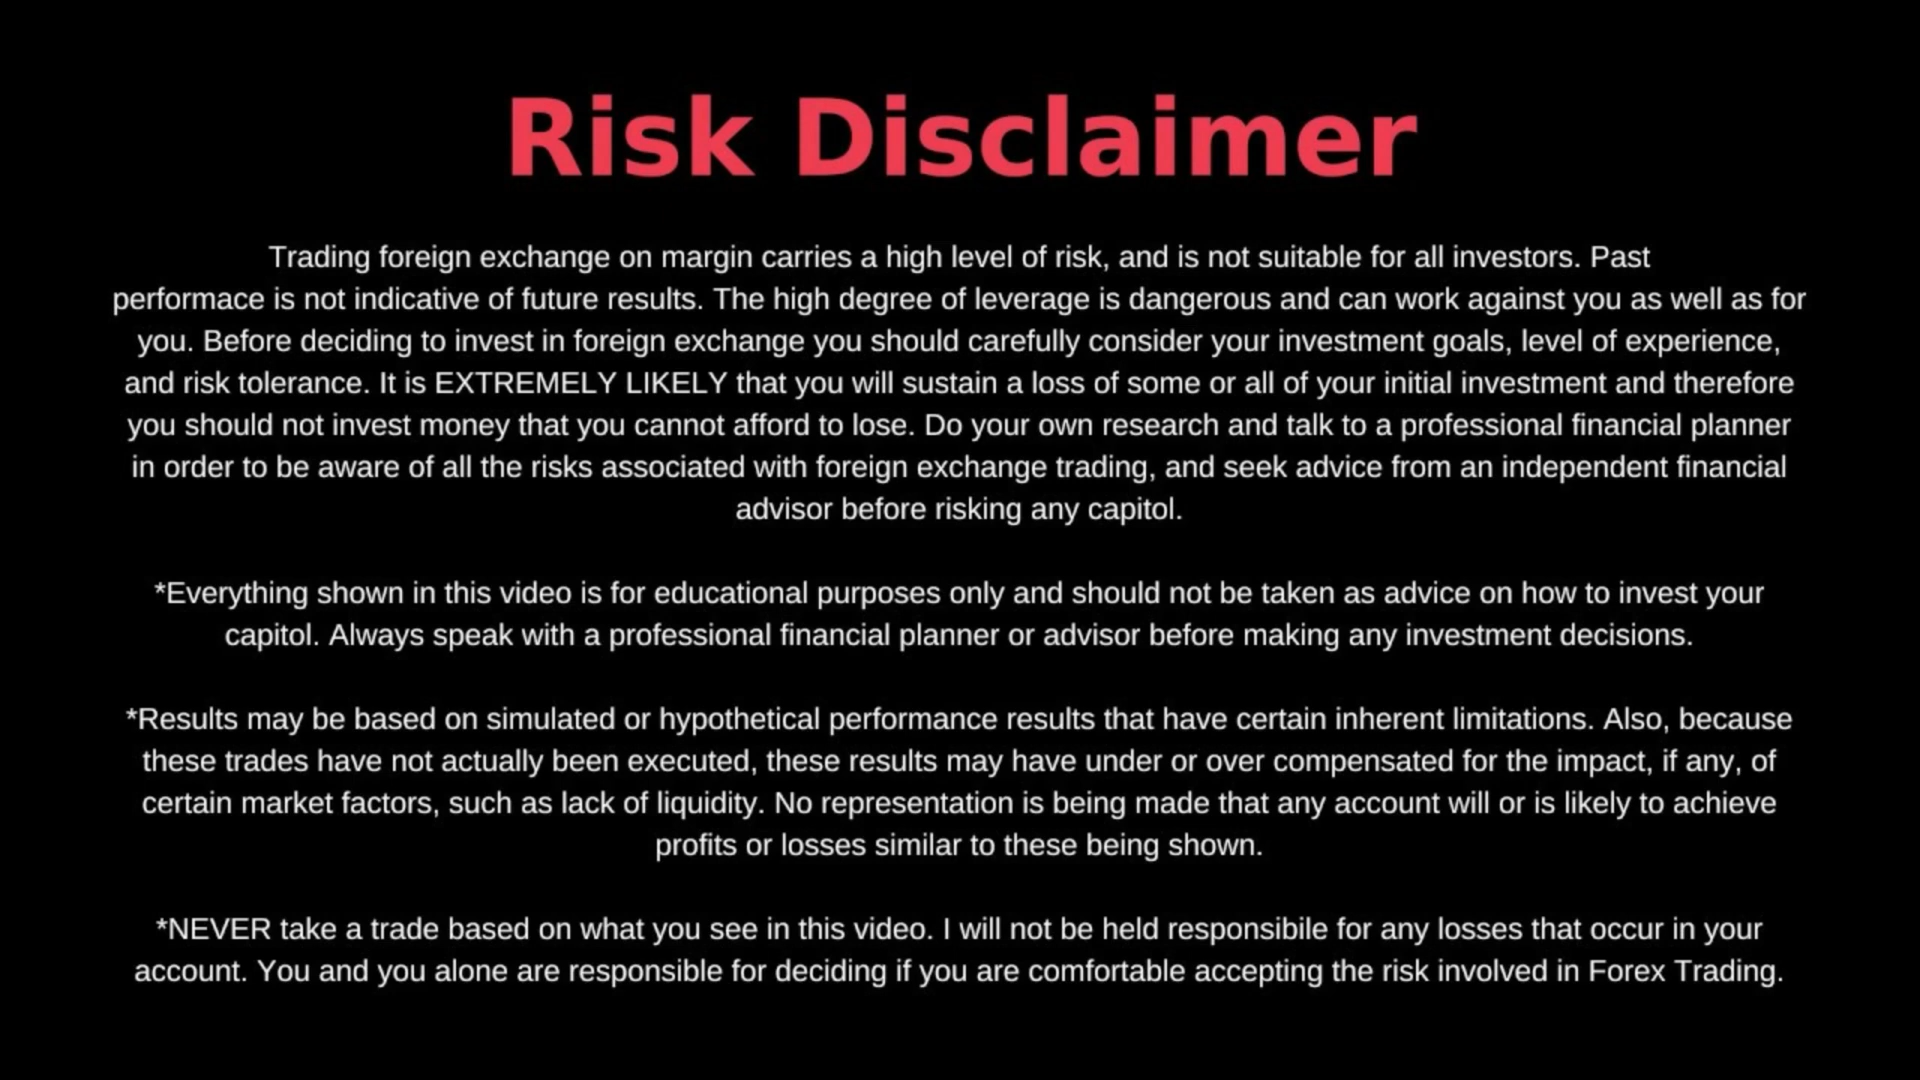 Risk Disclaimer
Trading foreign exchange on margin carries a high level of risk, and is not suitable for all investors. Past
performace is not indicative of future results. The high degree of leverage is dangerous and can work against you as well as for
you. Before deciding to invest in foreign exchange you should carefully consider your investment goals, level of experience,
and risk tolerance. It is EXTREMELY LIKELY that you will sustain a loss of some or all of your initial investment and therefore
you should not invest money that you cannot afford to lose. Do your own research and talk to a professional financial planner
in order to be aware of all the risks associated with foreign exchange trading, and seek advice from an independent financial
advisor before risking any capitol.
*Everything shown in this video is for educational purposes only and should not be taken as advice on how to invest your
capitol. Always speak with a professional financial planner or advisor before making any investment decisions.
*Results may be based on simulated or hypothetical performance results that have certain inherent limitations. Also, because
these trades have not actually been executed, these results may have under or over compensated for the impact, if any, of
certain market factors, such as lack of liquidity. No representation is being made that any account will or is likely to achieve
profits or losses similar to these being shown.
*NEVER take a trade based on what you see in this video. I will not be held responsibile for any losses that occur in your
account. You and you alone are responsible for deciding if you are comfortable accepting the risk involved in Forex Trading.